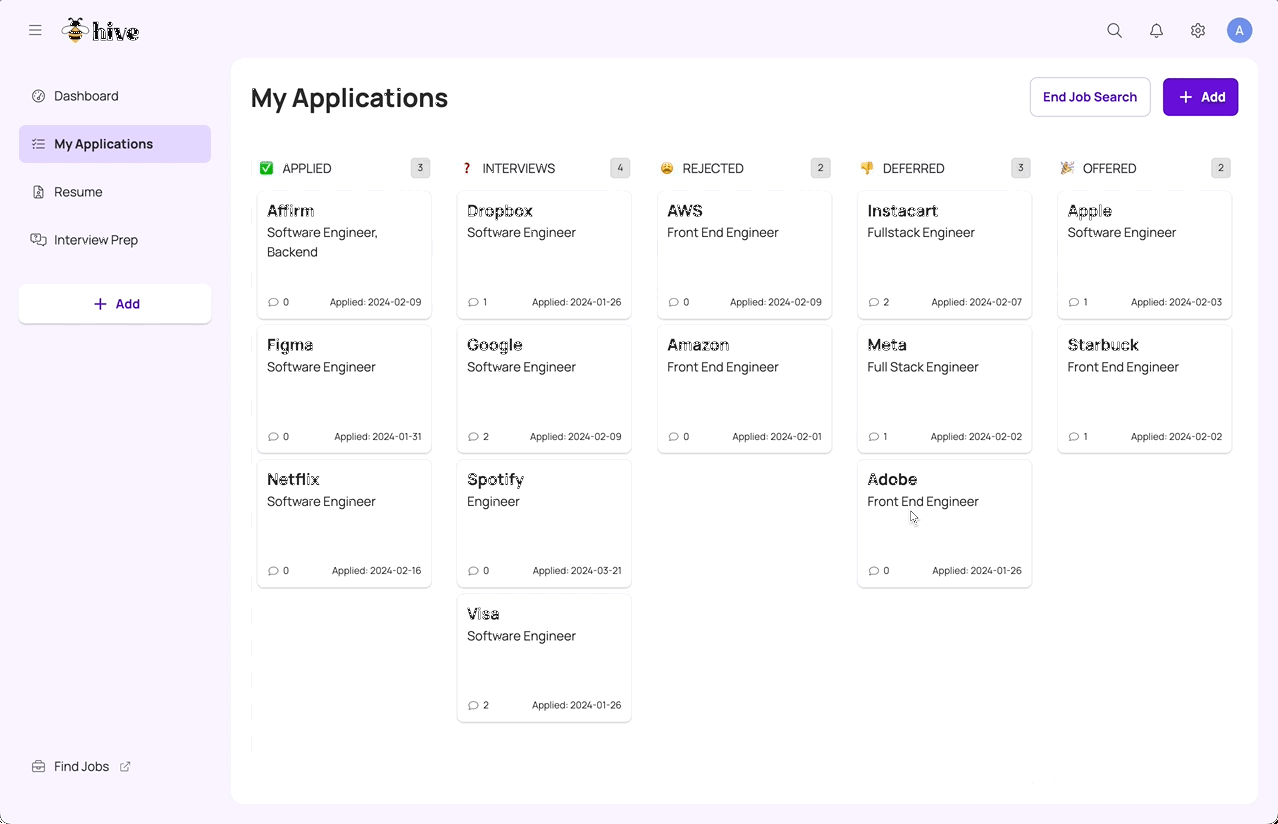 hive
A
Dashboard
My Applications
Resume
Interview Prep
+ Add
Find Jobs
My Applications
End Job Search
+ Add
APPLIED 3
Affirm
Software Engineer,
Backend
0 Applied: 2024-02-09
Figma
Software Engineer
0 Applied: 2024-01-31
Netflix
Software Engineer
0 Applied: 2024-02-16
❓ INTERVIEWS 4
Dropbox
Software Engineer
1 Applied: 2024-01-26
Google
Software Engineer
2 Applied: 2024-02-09
Spotify
Engineer
0 Applied: 2024-03-21
Visa
Software Engineer
2 Applied: 2024-01-26
REJECTED 2
AWS
Front End Engineer
0 Applied: 2024-02-09
Amazon
Front End Engineer
0 Applied: 2024-02-01
DEFERRED 3
Instacart
Fullstack Engineer
2 Applied: 2024-02-07
Meta
Full Stack Engineer
1 Applied: 2024-02-02
Adobe
Front End Engineer
0 Applied: 2024-01-26
OFFERED 2
Apple
Software Engineer
1 Applied: 2024-02-03
Starbuck
Front End Engineer
1 Applied: 2024-02-02